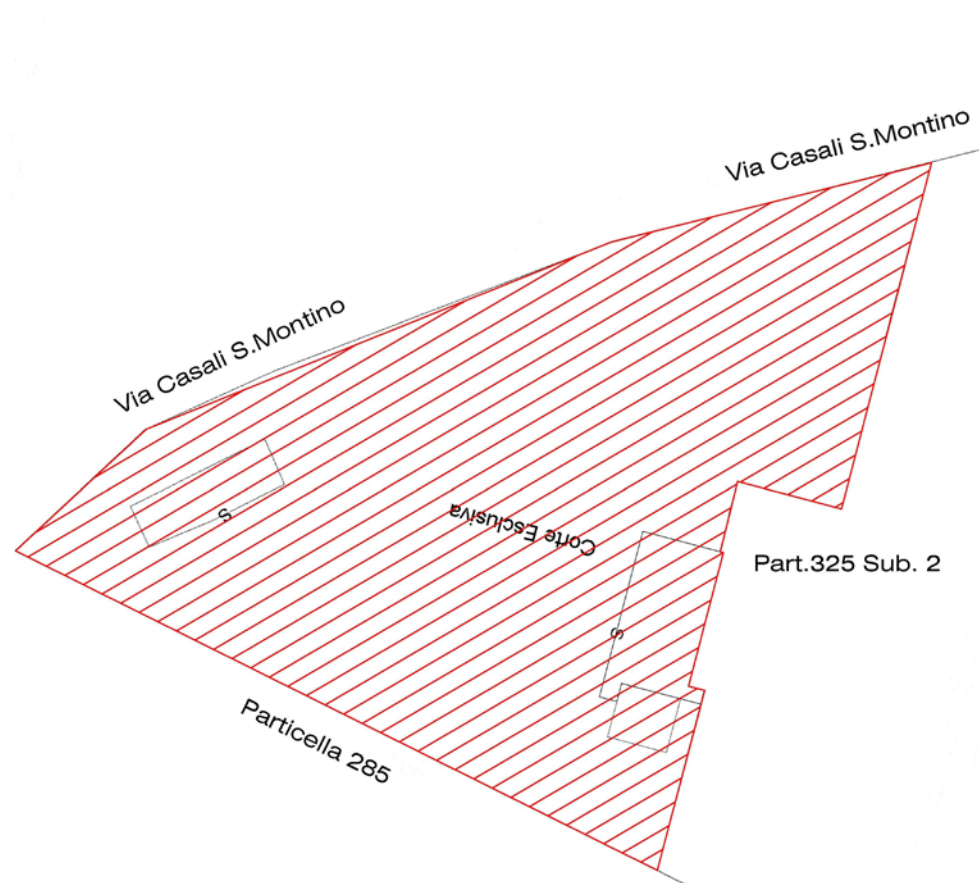 Via Casali S.Montino
Via Casali S.Montino
S
Corte Esclusiva
Part.325 Sub. 2
S
Particella 285